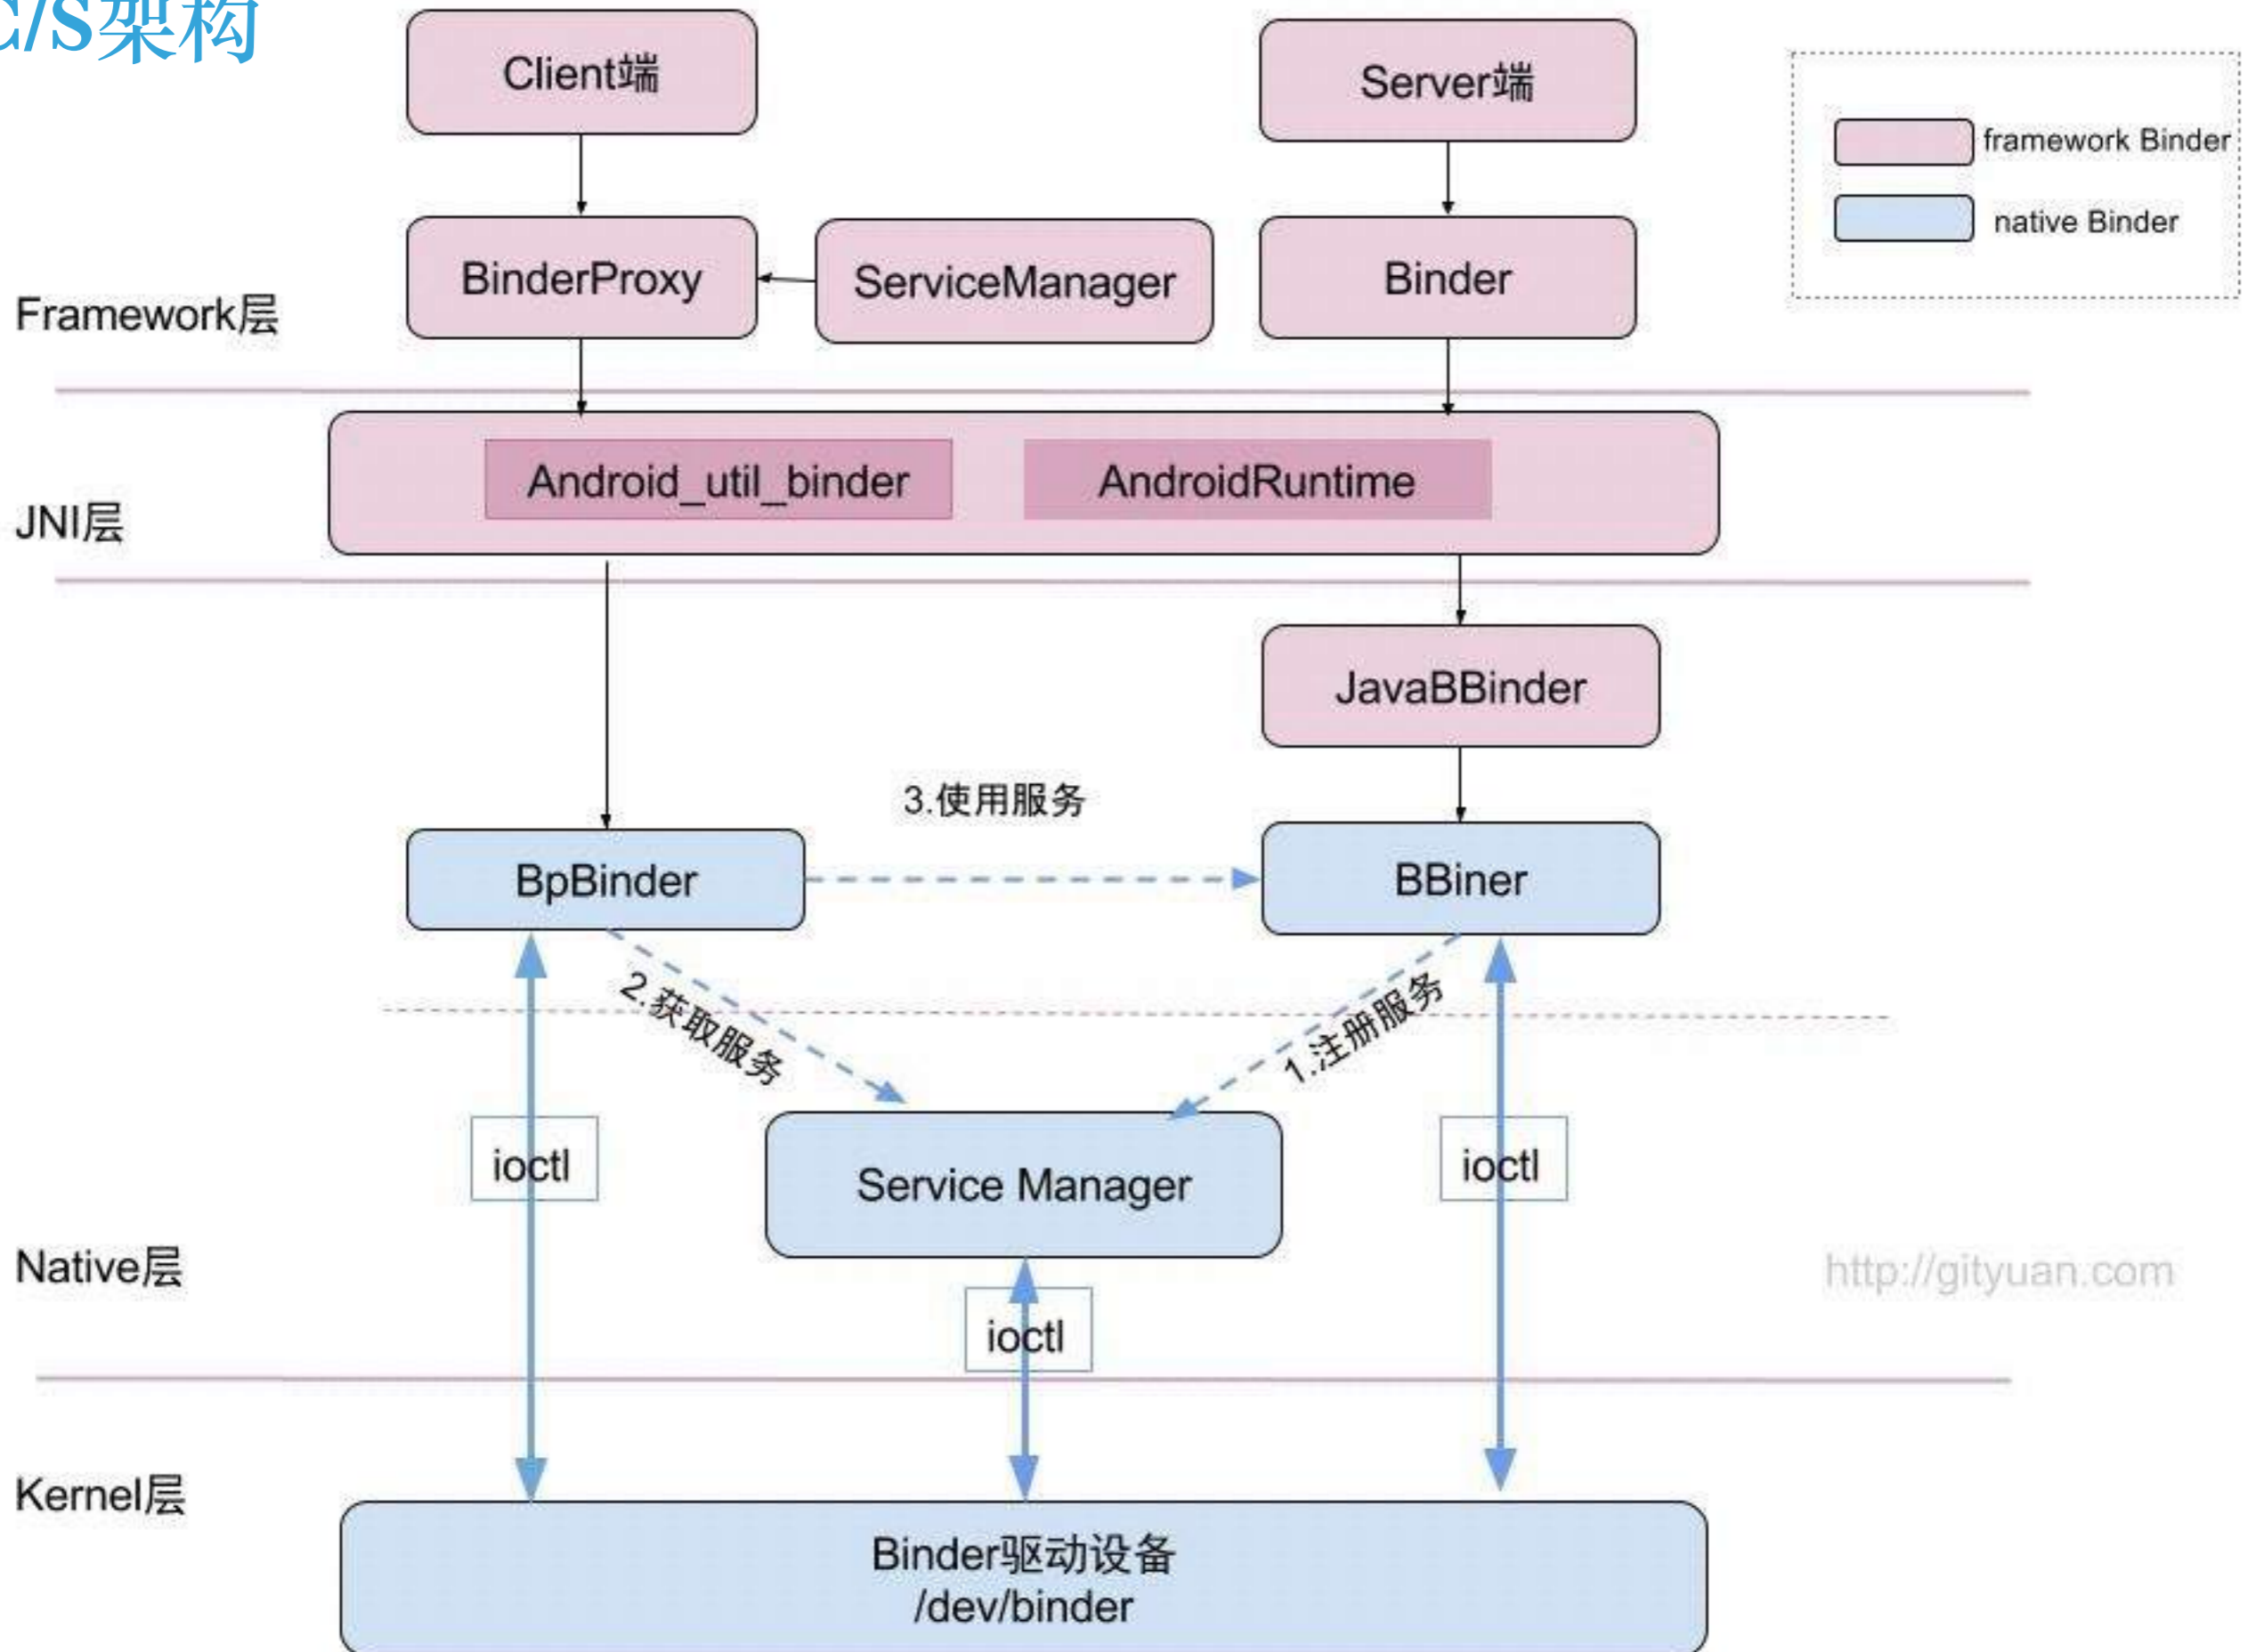 C/S架构
Client端
Server端
framework Binder
native Binder
BinderProxy
ServiceManager
Binder
Framework层
Android_util_binder
AndroidRuntime
JNI层
JavaBBinder
3.使用服务
BpBinder
BBiner
2.获取服务
1.注册服务
ioctl
Service Manager
ioctl
Native层
http://gityuan.com
ioctl
Kernel层
Binder驱动设备
/dev/binder